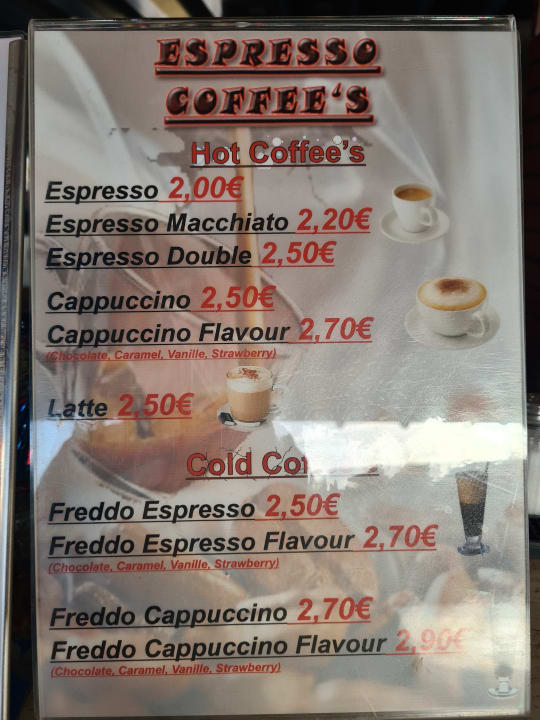 ESPRESSO
COFFEE'S
Hot Coffee's
Espresso 2,00€
Espresso Macchiato 2,20€
Espresso Double 2,50€
Cappuccino 2,50€
Cappuccino Flavour 2,70€
(Chocolate, Caramel, Vanille, Strawberry)
Latte 2,50€
Cold
Freddo Espresso 2,50€
Freddo Espresso Flavour 2,70€
(Chocolate, Caramel, Vanille, Strawberry)
Freddo Cappuccino 2,70€
Freddo Cappuccino Flavour 2,90€
(Chocolate, Caramel, Vanille, Strawberry)